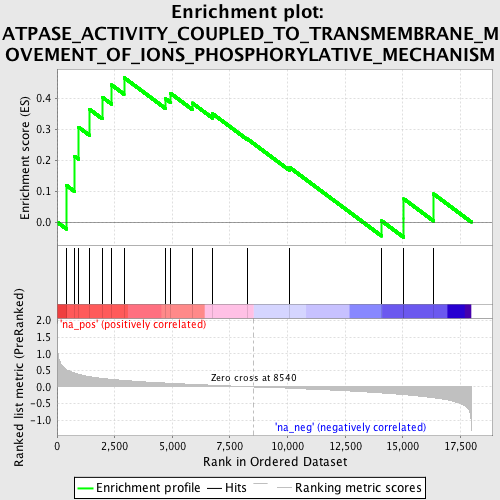 Enrichment plot:
ATPASE_ACTIVITY_COUPLED_TO_TRANSMEMBRANE_M
OVEMENT_OF_IONS_PHOSPHORYLATIVE_MECHANISM
Enrichment score (ES)
0.4
0.3
0.2
0.1
0.0
'na_pos' (positively correlated)
Ranked list metric (PreRanked)
2.0
1.5
1.0
0.5
0.0
-0.5
-1.0
Zero cross at 8540
'na_neg' (negatively correlated)
0 2,500 5,000 7,500 10,000 12,500 15,000 17,500
Rank in Ordered Dataset
Enrichment profile Hits Ranking metric scores